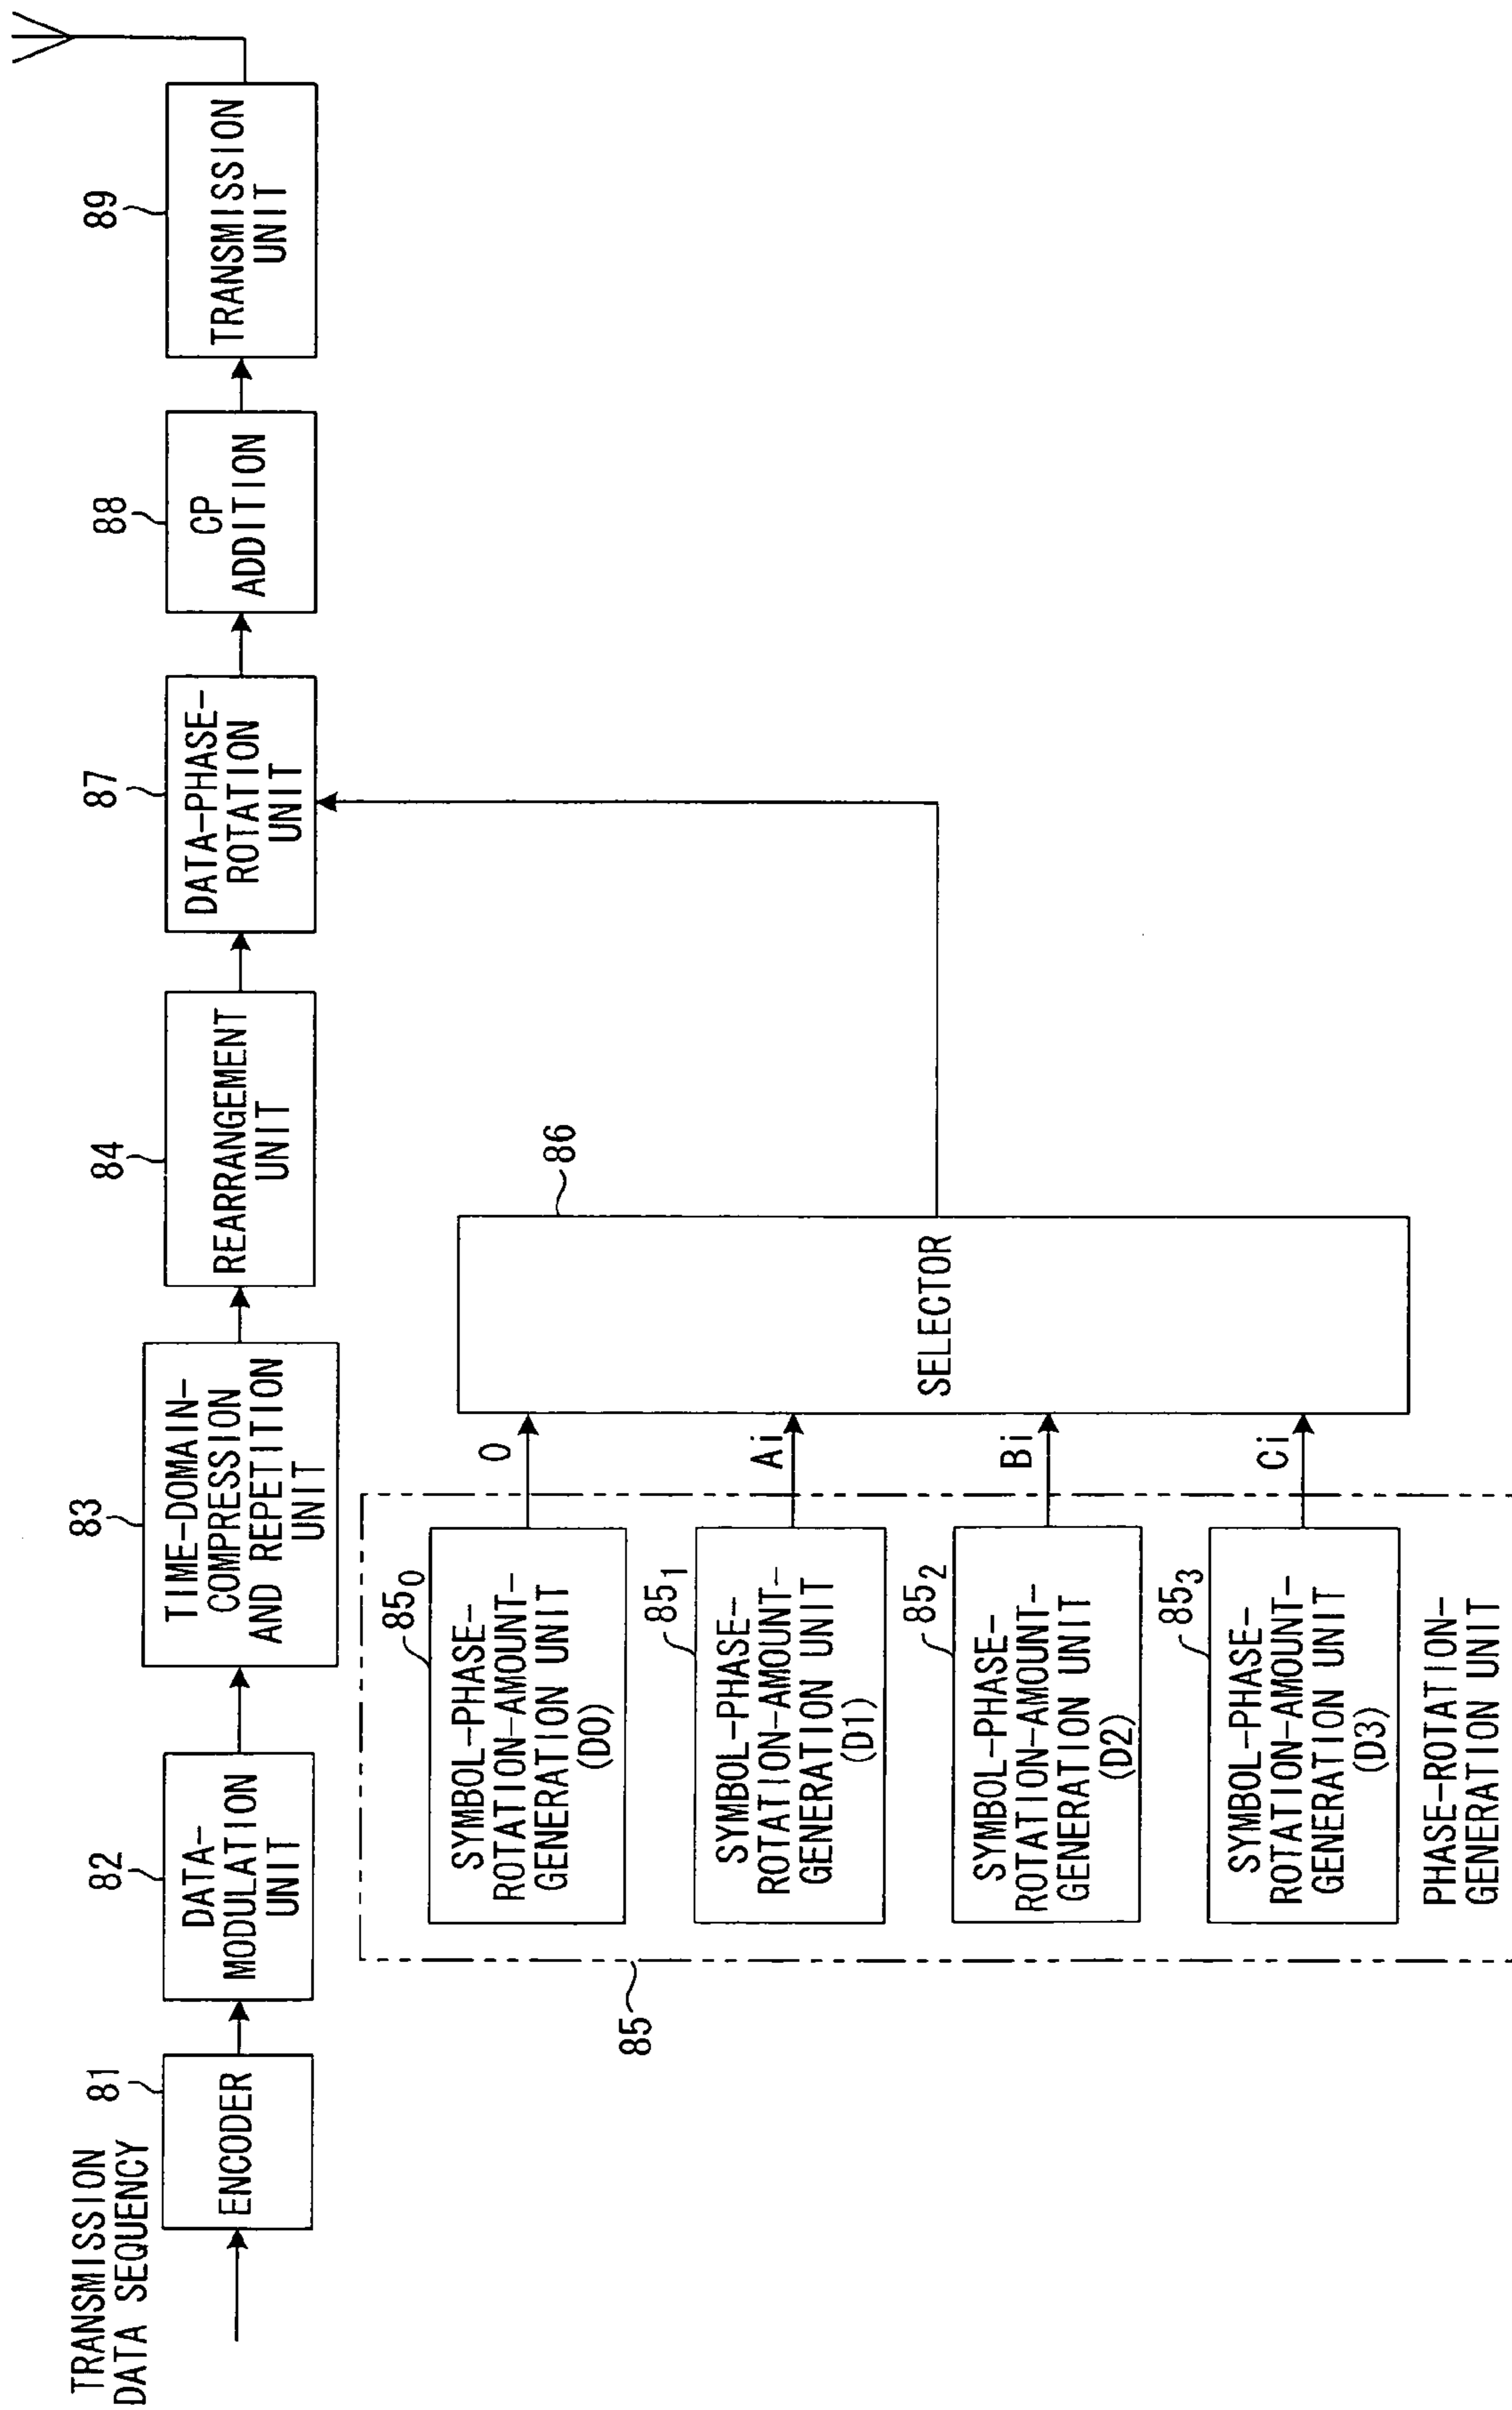 TRANSMISSION
DATA SEQUENCY
81
ENCODER
82
DATA-
MODULATION
UNIT
83
TIME-DOMAIN-
COMPRESSION
AND REPETITION
UNIT
84
REARRANGEMENT
UNIT
87
DATA-PHASE-
ROTATION
UNIT
88
CP
ADDITION
89
TRANSMISSION
UNIT
85
85₀
SYMBOL-PHASE-
ROTATION-AMOUNT-
GENERATION UNIT
(D0)
0
85₁
SYMBOL-PHASE-
ROTATION-AMOUNT-
GENERATION UNIT
(D1)
Ai
85₂
SYMBOL-PHASE-
ROTATION-AMOUNT-
GENERATION UNIT
(D2)
Bi
85₃
SYMBOL-PHASE-
ROTATION-AMOUNT-
GENERATION UNIT
(D3)
Ci
PHASE-ROTATION-
GENERATION UNIT
86
SELECTOR